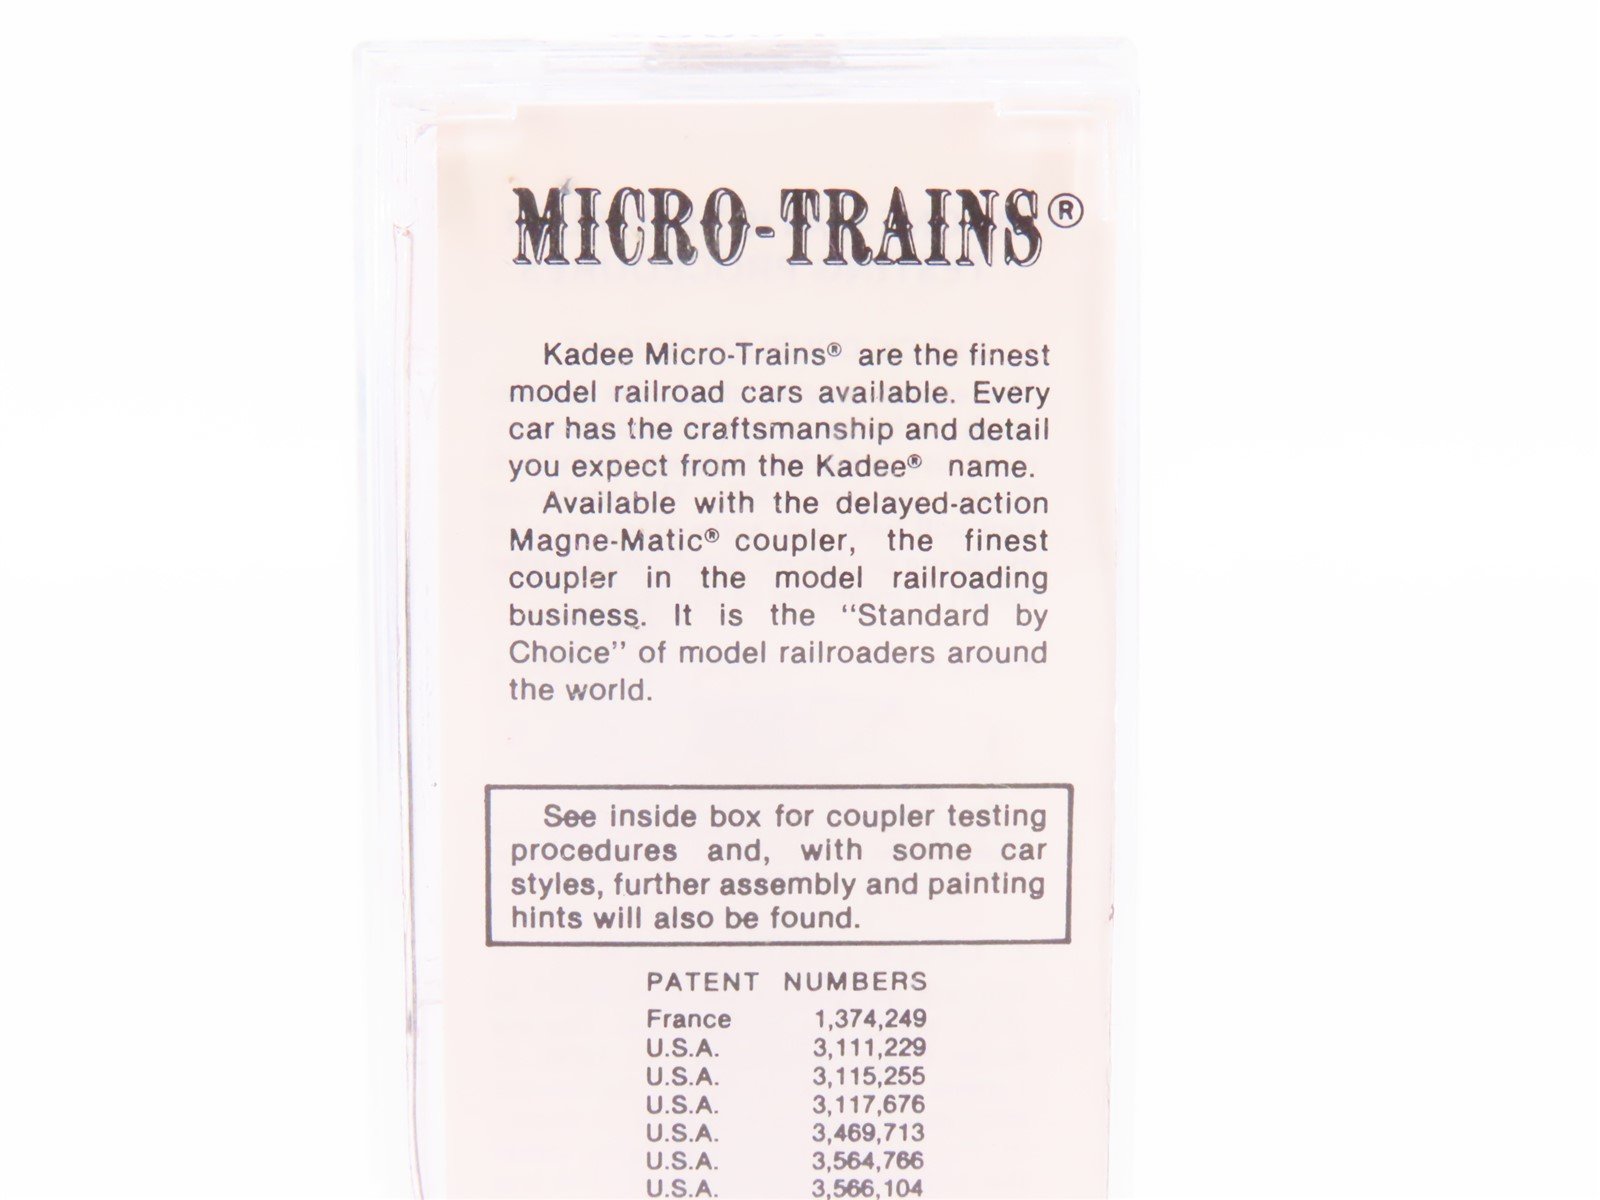 MICRO-TRAINS®
Kadee Micro-Trains® are the finest
model railroad cars available. Every
car has the craftsmanship and detail
you expect from the Kadee® name.
Available with the delayed-action
Magne-Matic® coupler, the finest
coupler in the model railroading
business. It is the “Standard by
Choice” of model railroaders around
the world.
See inside box for coupler testing
procedures and, with some car
styles, further assembly and painting
hints will also be found.
PATENT NUMBERS
France 1,374,249
U.S.A. 3,111,229
U.S.A. 3,115,255
U.S.A. 3,117,676
U.S.A. 3,469,713
U.S.A. 3,564,766
U.S.A. 3,566,104